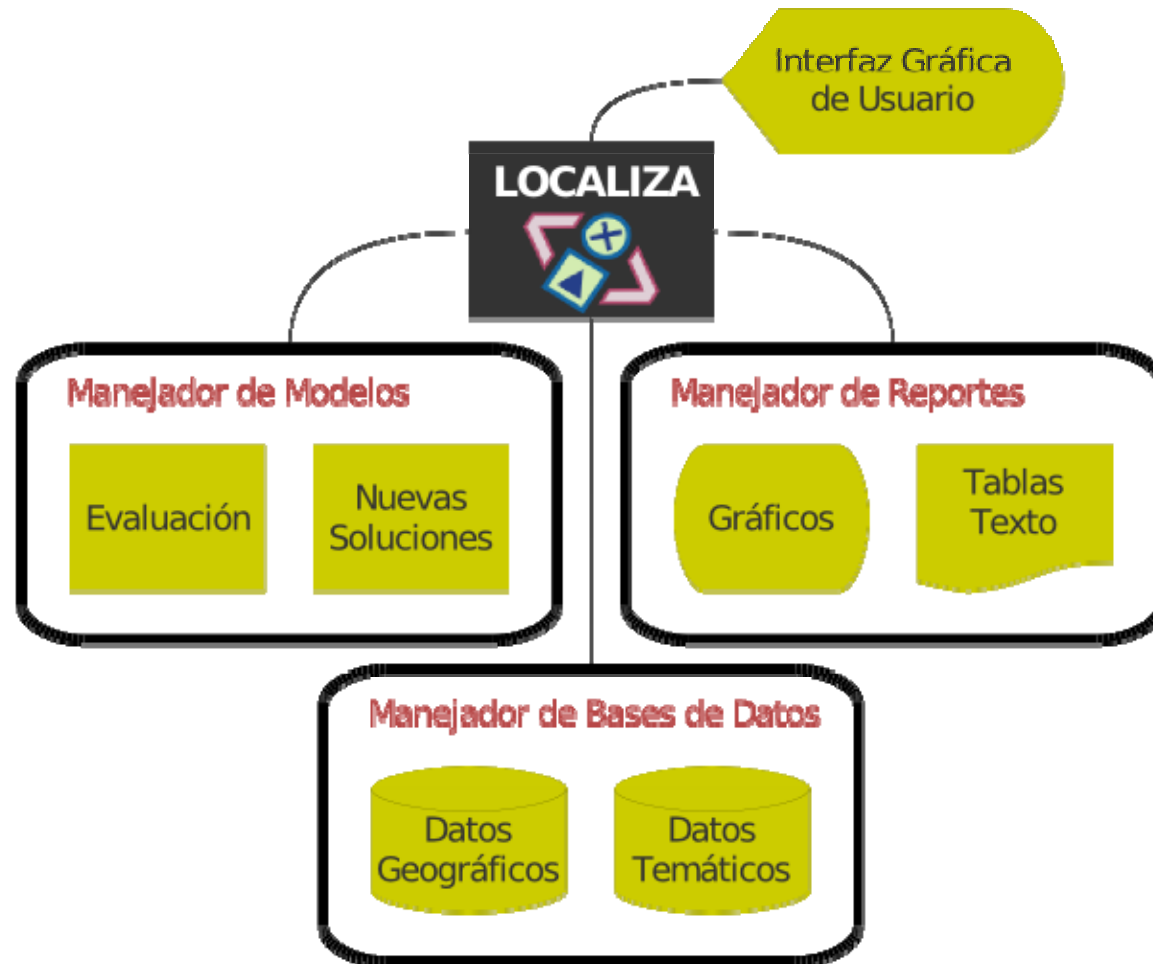 Interfaz Gráfica
de Usuario
LOCALIZA
Manejador de Modelos
Evaluación
Nuevas
Soluciones
Manejador de Reportes
Gráficos
Tablas
Texto
Manejador de Bases de Datos
Datos
Geográficos
Datos
Temáticos